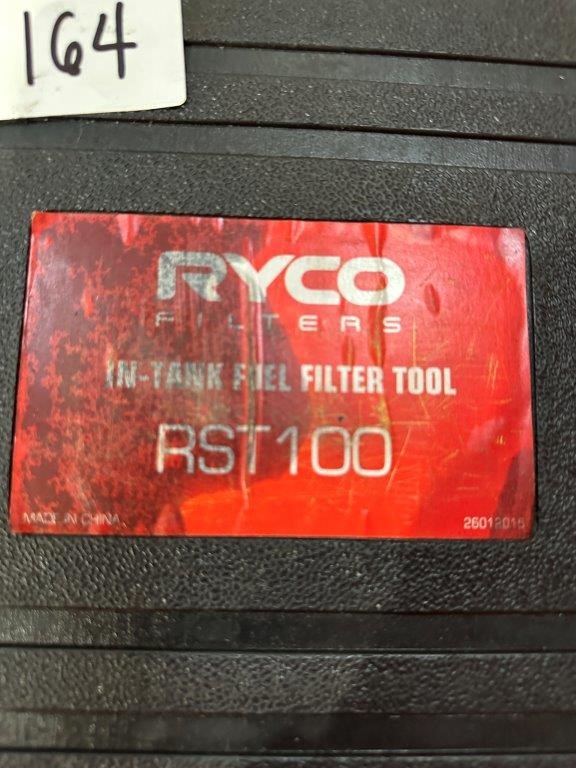 164
RYCO
FILTERS
IN-TANK FUEL FILTER TOOL
RST100
MADE IN CHINA
26012015